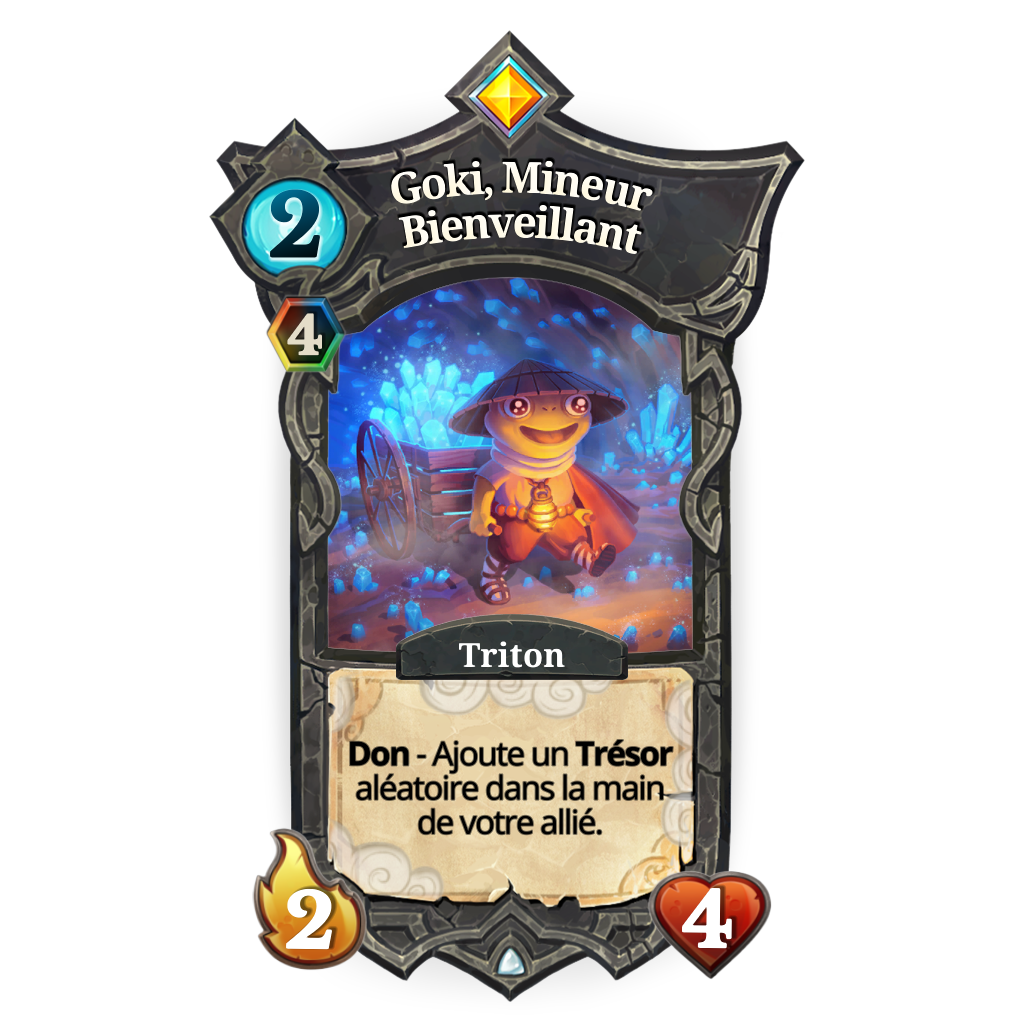 Goki, Mineur
Bienveillant
2
4
Triton
Don - Ajoute un Trésor
aléatoire dans la main
de votre allié.
2
4